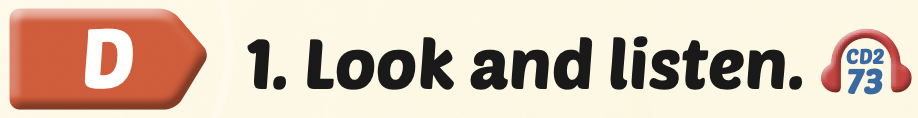 D 1. Look and listen. CD2
73